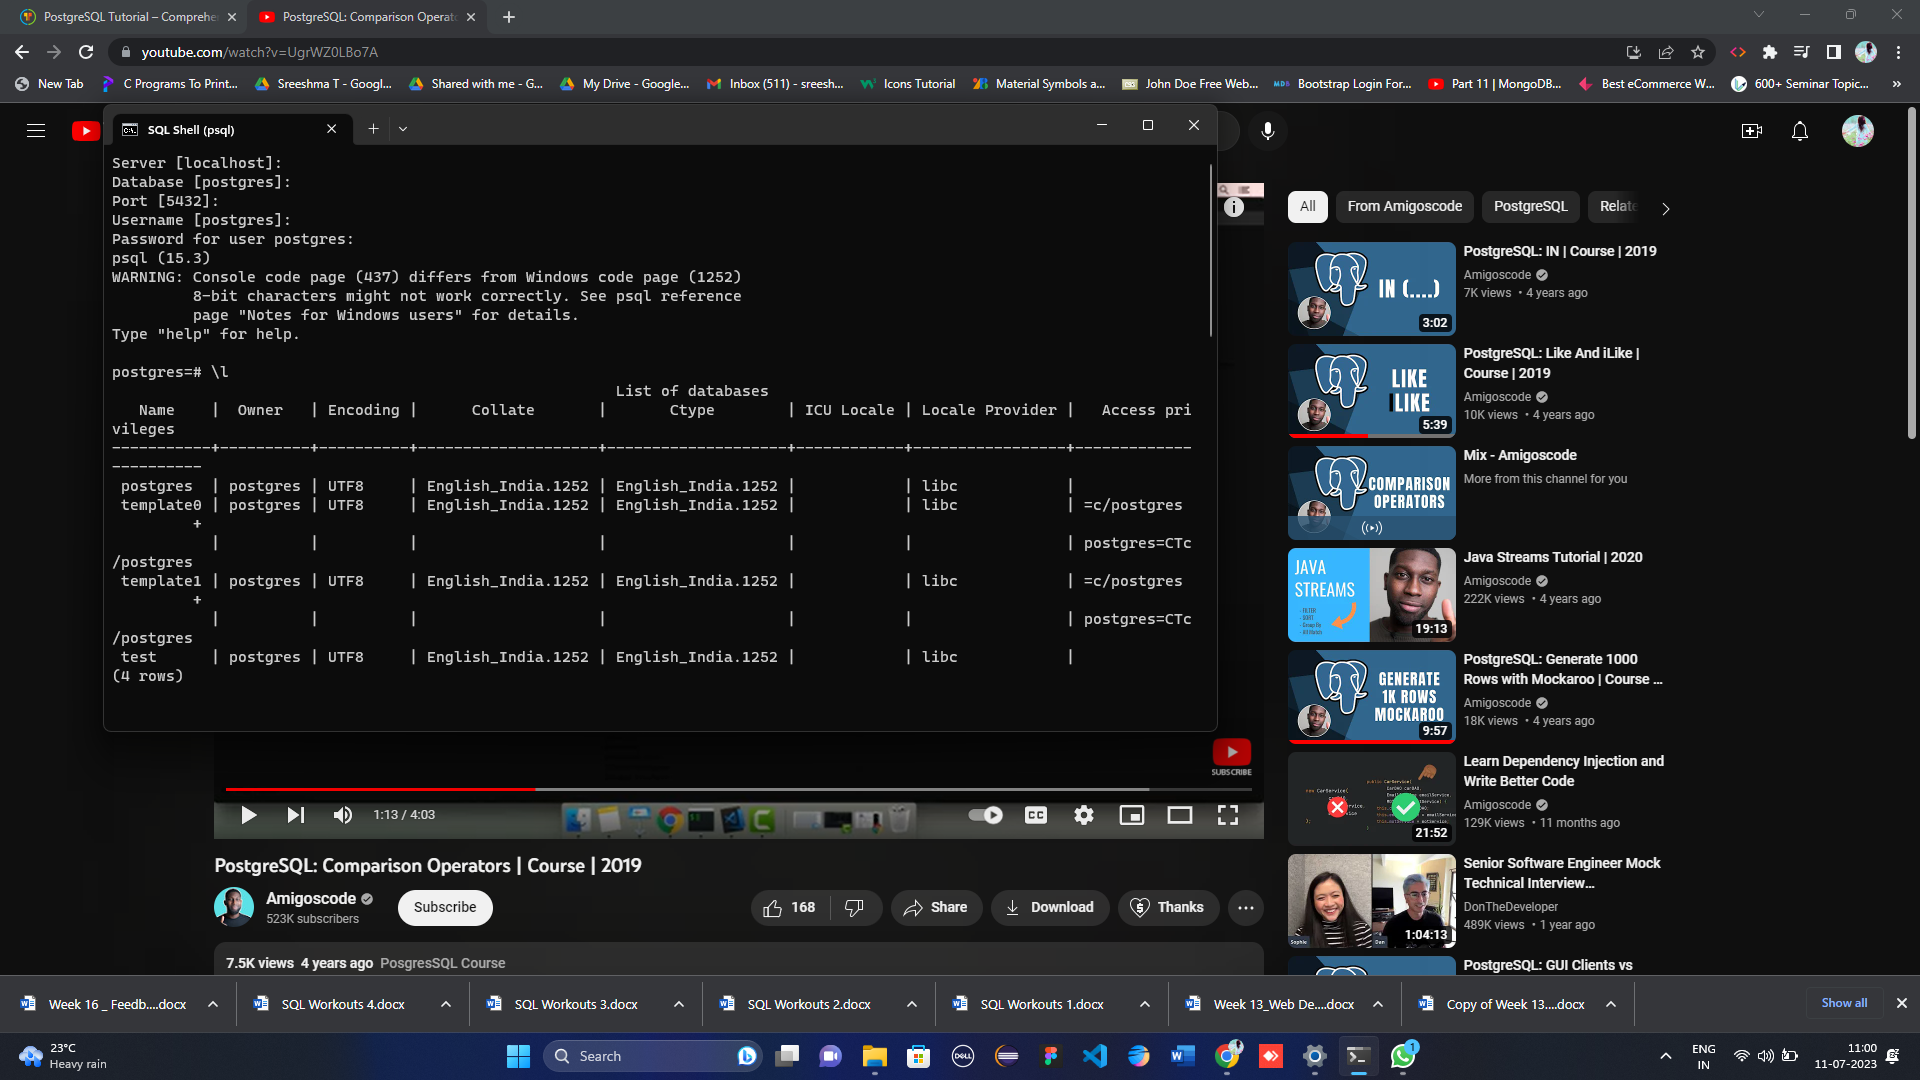 PostgreSQL Tutorial – Comprehe
PostgreSQL: Comparison Operato
youtube.com/watch?v=UgrWZ0LBo7A
New Tab
C Programs To Print...
Sreeshma T - Googl...
Shared with me - G...
My Drive - Google...
Inbox (511) - sreesh...
Icons Tutorial
Material Symbols a...
John Doe Free Web...
Bootstrap Login For...
Part 11 | MongoDB...
Best eCommerce W...
600+ Seminar Topic...
SQL Shell (psql)
Server [localhost]:
Database [postgres]:
Port [5432]:
Username [postgres]:
Password for user postgres:
psql (15.3)
WARNING: Console code page (437) differs from Windows code page (1252)
8-bit characters might not work correctly. See psql reference
page "Notes for Windows users" for details.
Type "help" for help.
postgres=# \l
List of databases
Name | Owner | Encoding | Collate | Ctype | ICU Locale | Locale Provider | Access pri
vileges
-----------+----------+----------+--------------------+--------------------+------------+-----------------+-------------
----------
postgres | postgres | UTF8 | English_India.1252 | English_India.1252 | | libc |
template0 | postgres | UTF8 | English_India.1252 | English_India.1252 | | libc | =c/postgres
+
| | | | | | | postgres=CTc
/postgres
template1 | postgres | UTF8 | English_India.1252 | English_India.1252 | | libc | =c/postgres
+
| | | | | | | postgres=CTc
/postgres
test | postgres | UTF8 | English_India.1252 | English_India.1252 | | libc |
(4 rows)
SUBSCRIBE
1:13 / 4:03
CC
PostgreSQL: Comparison Operators | Course | 2019
Amigoscode
523K subscribers
Subscribe
168
Share
Download
Thanks
7.5K views 4 years ago PosgresSQL Course
All
From Amigoscode
PostgreSQL
Relate
IN (....)
3:02
PostgreSQL: IN | Course | 2019
Amigoscode
7K views • 4 years ago
LIKE
ILIKE
5:39
PostgreSQL: Like And iLike |
Course | 2019
Amigoscode
10K views • 4 years ago
COMPARISON
OPERATORS
Mix - Amigoscode
More from this channel for you
JAVA
STREAMS
19:13
Java Streams Tutorial | 2020
Amigoscode
222K views • 4 years ago
GENERATE
1K ROWS
MOCKAROO
9:57
PostgreSQL: Generate 1000
Rows with Mockaroo | Course ...
Amigoscode
18K views • 4 years ago
21:52
Learn Dependency Injection and
Write Better Code
Amigoscode
129K views • 11 months ago
Sophie
Dan
1:04:13
Senior Software Engineer Mock
Technical Interview...
DonTheDeveloper
489K views • 1 year ago
PostgreSQL: GUI Clients vs
Week 16 _ Feedb....docx
SQL Workouts 4.docx
SQL Workouts 3.docx
SQL Workouts 2.docx
SQL Workouts 1.docx
Week 13_Web De....docx
Copy of Week 13....docx
Show all
23°C
Heavy rain
Search
DELL
1
ENG
IN
11:00
11-07-2023